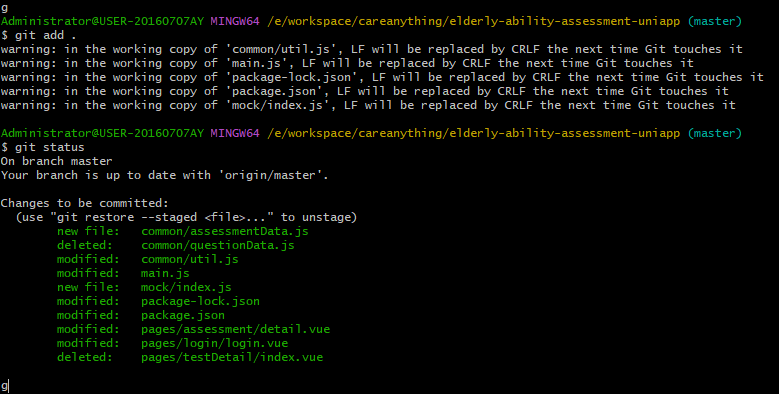 g
Administrator@USER-20160707AY MINGW64 /e/workspace/careanything/elderly-ability-assessment-uniapp (master)
$ git add .
warning: in the working copy of 'common/util.js', LF will be replaced by CRLF the next time Git touches it
warning: in the working copy of 'main.js', LF will be replaced by CRLF the next time Git touches it
warning: in the working copy of 'package-lock.json', LF will be replaced by CRLF the next time Git touches it
warning: in the working copy of 'package.json', LF will be replaced by CRLF the next time Git touches it
warning: in the working copy of 'mock/index.js', LF will be replaced by CRLF the next time Git touches it
Administrator@USER-20160707AY MINGW64 /e/workspace/careanything/elderly-ability-assessment-uniapp (master)
$ git status
On branch master
Your branch is up to date with 'origin/master'.
Changes to be committed:
(use "git restore --staged <file>..." to unstage)
new file: common/assessmentData.js
deleted: common/questionData.js
modified: common/util.js
modified: main.js
new file: mock/index.js
modified: package-lock.json
modified: package.json
modified: pages/assessment/detail.vue
modified: pages/login/login.vue
deleted: pages/testDetail/index.vue
g